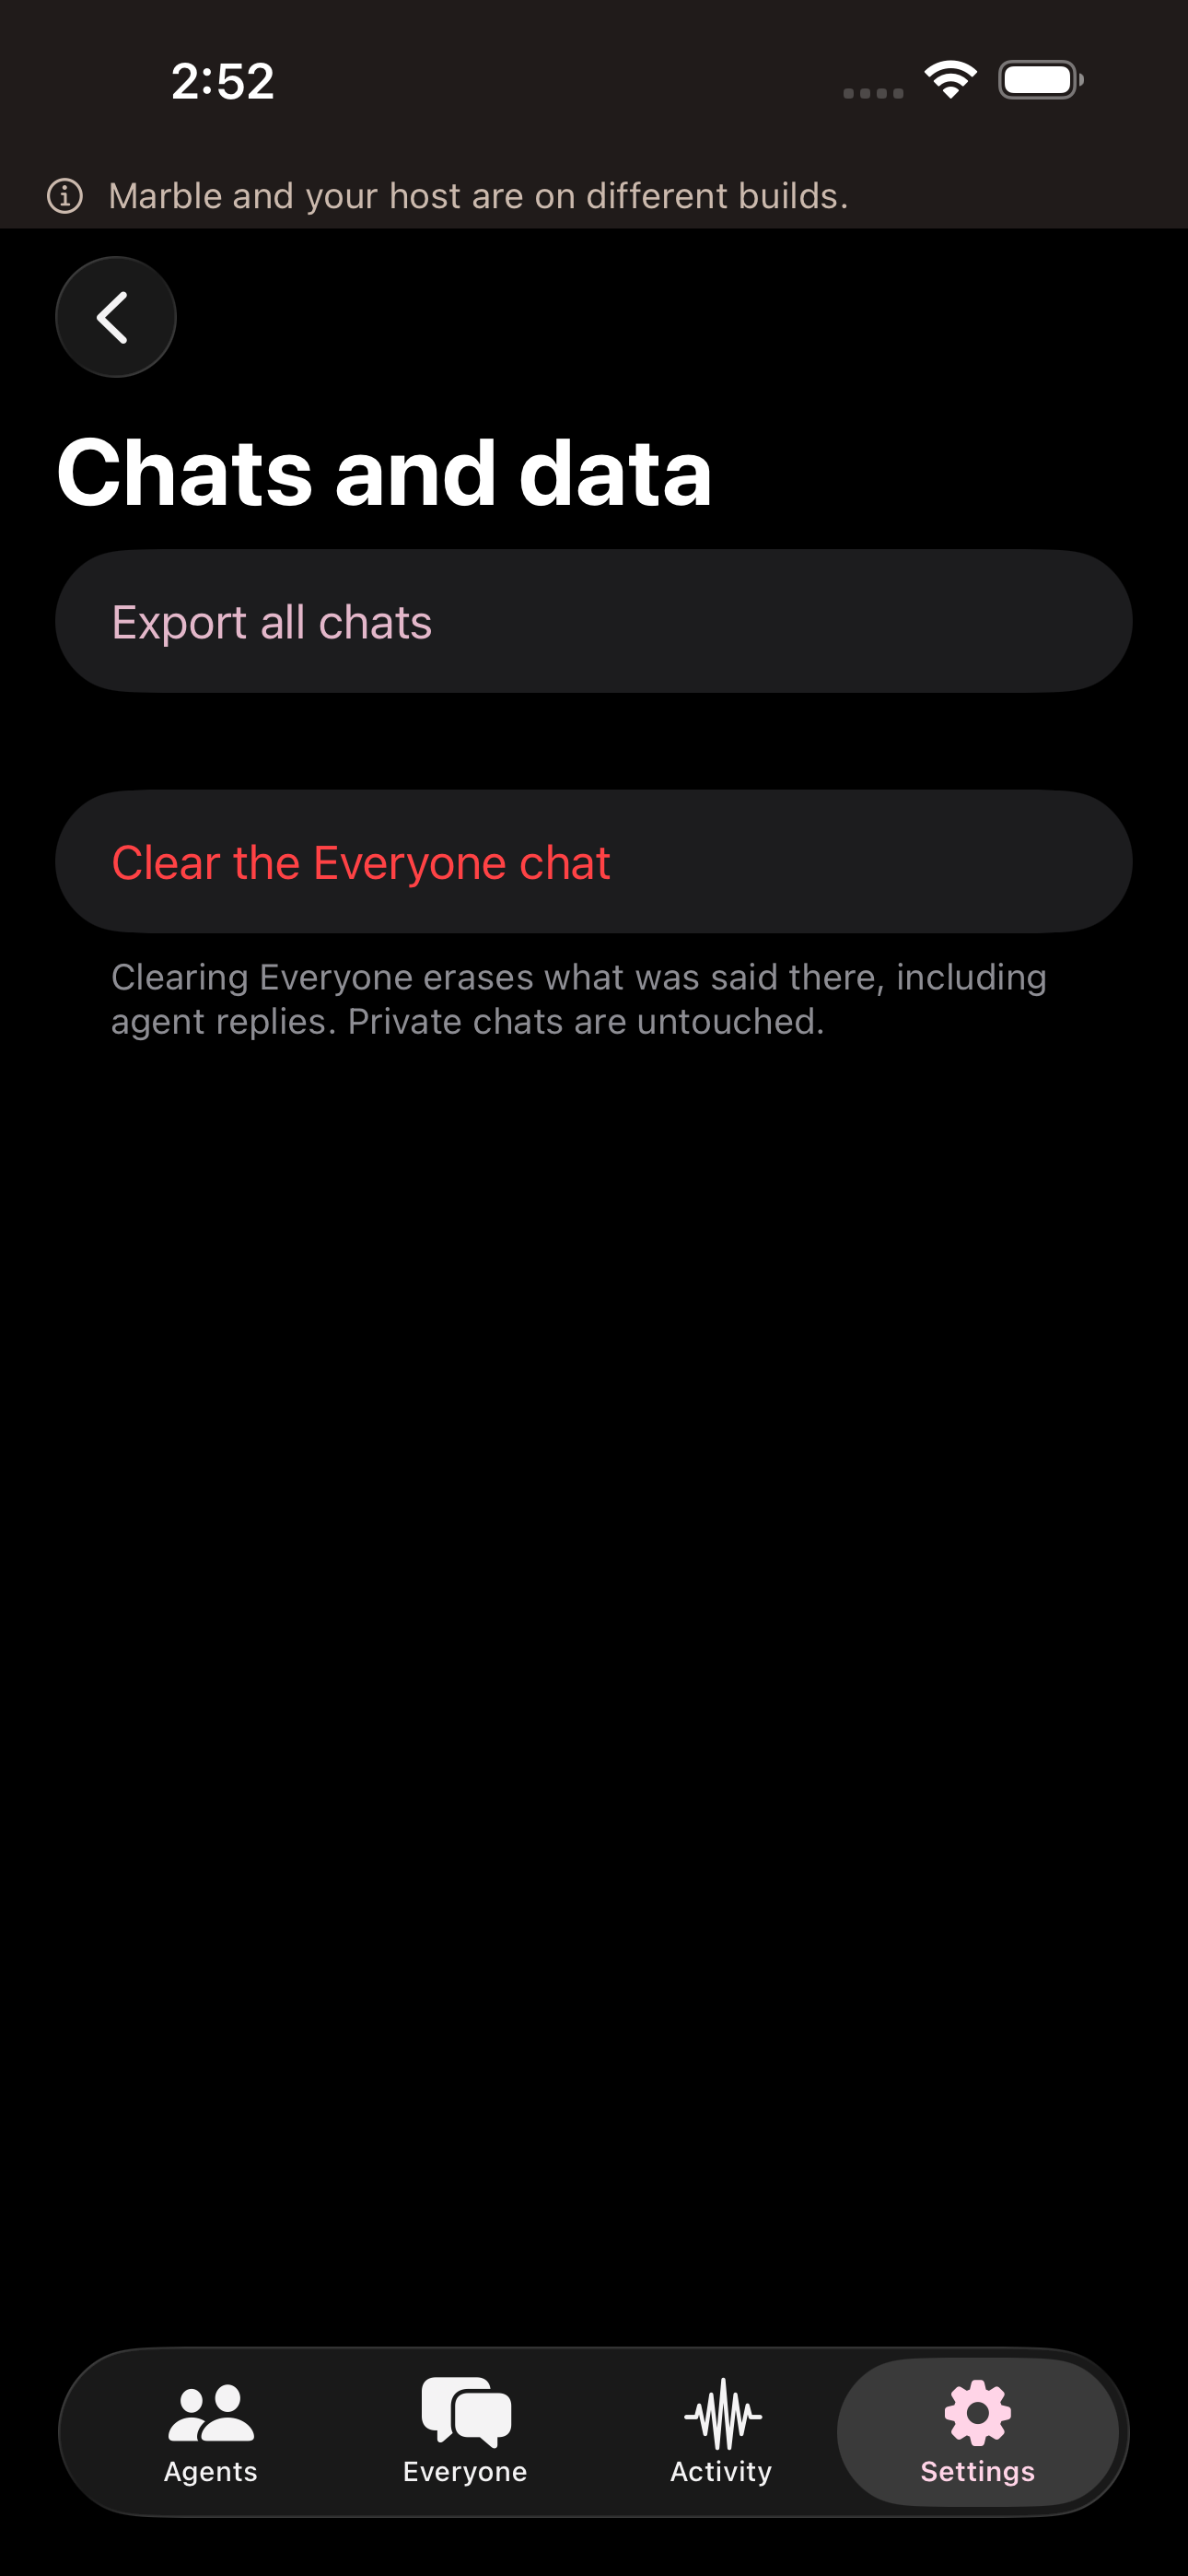 2:52
Marble and your host are on different builds.
Chats and data
Export all chats
Clear the Everyone chat
Clearing Everyone erases what was said there, including
agent replies. Private chats are untouched.
Agents
Everyone
Activity
Settings